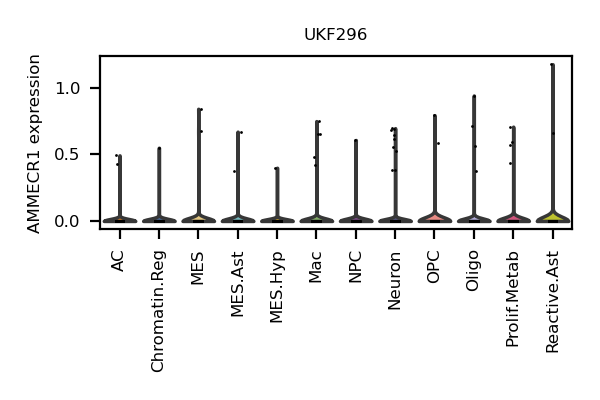 UKF296
AMMECR1 expression
1.0
0.5
0.0
AC
Chromatin.Reg
MES
MES.Ast
MES.Hyp
Mac
NPC
Neuron
OPC
Oligo
Prolif.Metab
Reactive.Ast